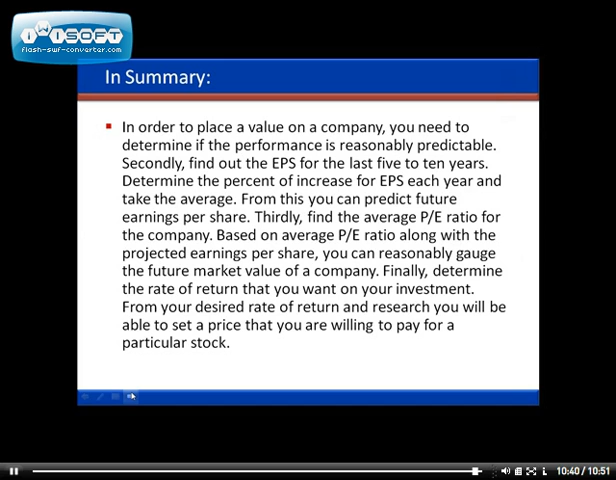 iWiSOFT
flash-swf-converter.com
In Summary:
In order to place a value on a company, you need to
determine if the performance is reasonably predictable.
Secondly, find out the EPS for the last five to ten years.
Determine the percent of increase for EPS each year and
take the average. From this you can predict future
earnings per share. Thirdly, find the average P/E ratio for
the company. Based on average P/E ratio along with the
projected earnings per share, you can reasonably gauge
the future market value of a company. Finally, determine
the rate of return that you want on your investment.
From your desired rate of return and research you will be
able to set a price that you are willing to pay for a
particular stock.
10:40 / 10:51